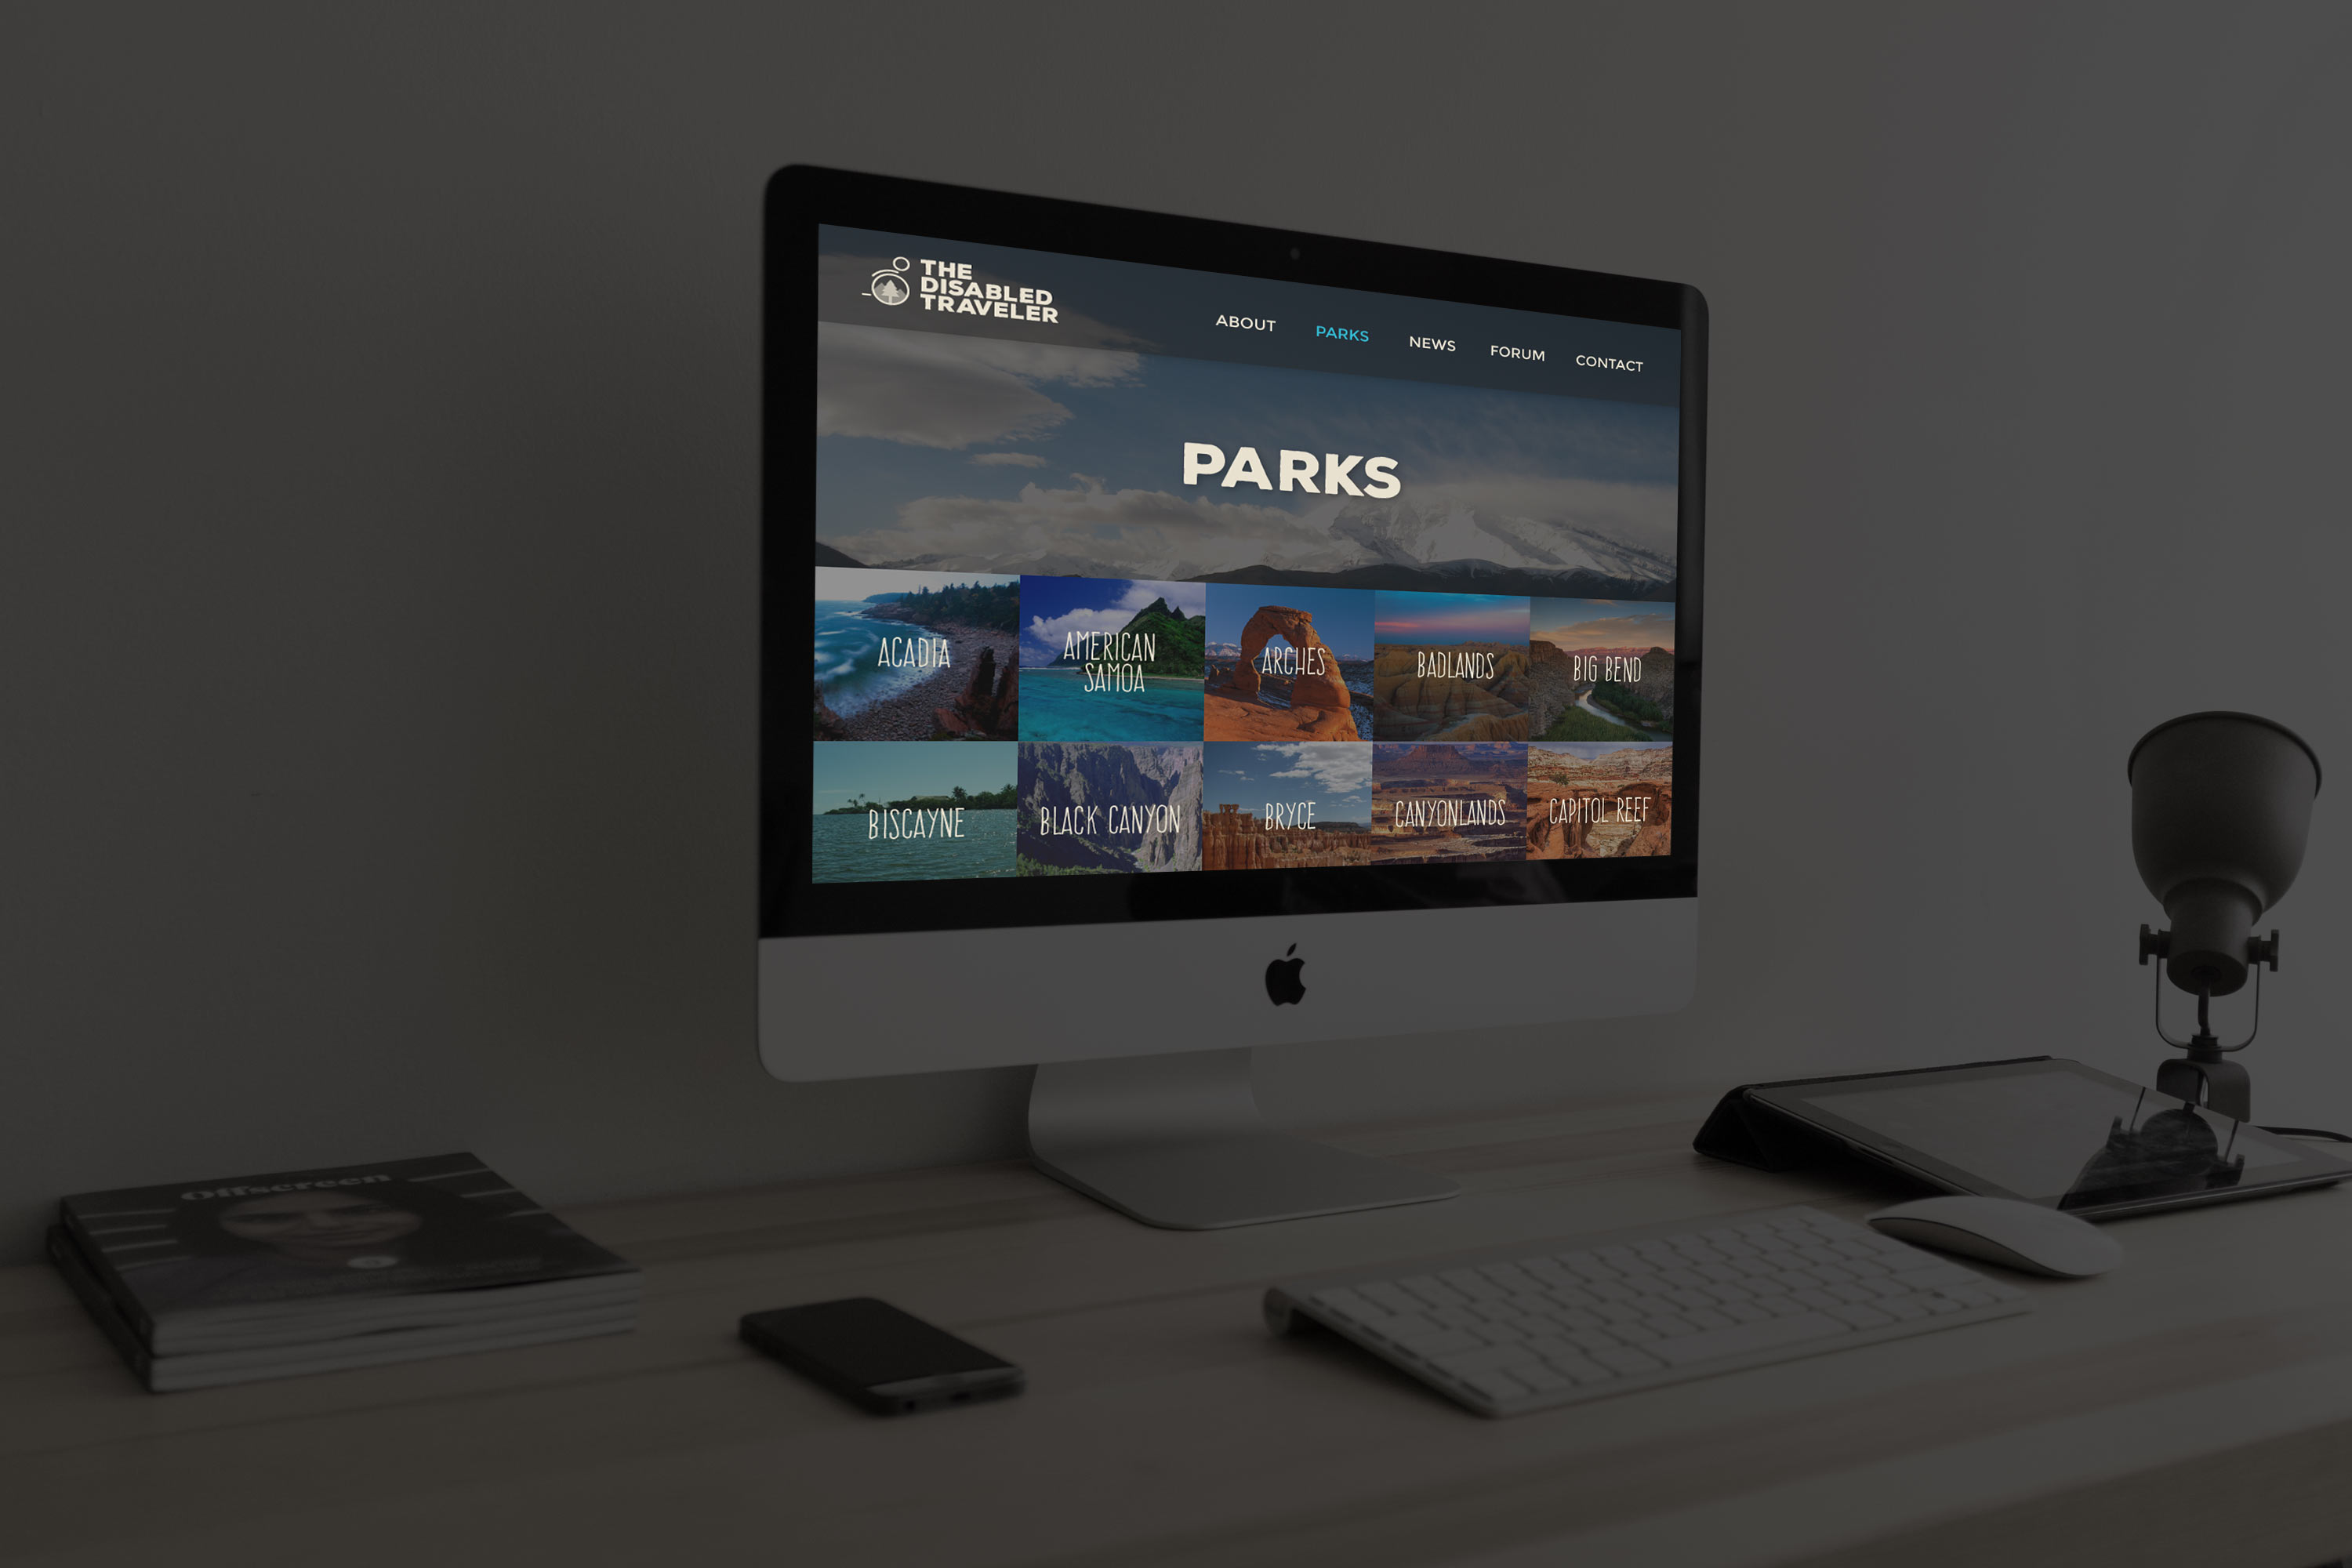 THE
DISABLED
TRAVELER
ABOUT PARKS NEWS FORUM CONTACT
PARKS
ACADIA
AMERICAN
SAMOA
ARCHES
BADLANDS
BIG BEND
BISCAYNE
BLACK CANYON
BRYCE
CANYONLANDS
CAPITOL REEF
Offscreen